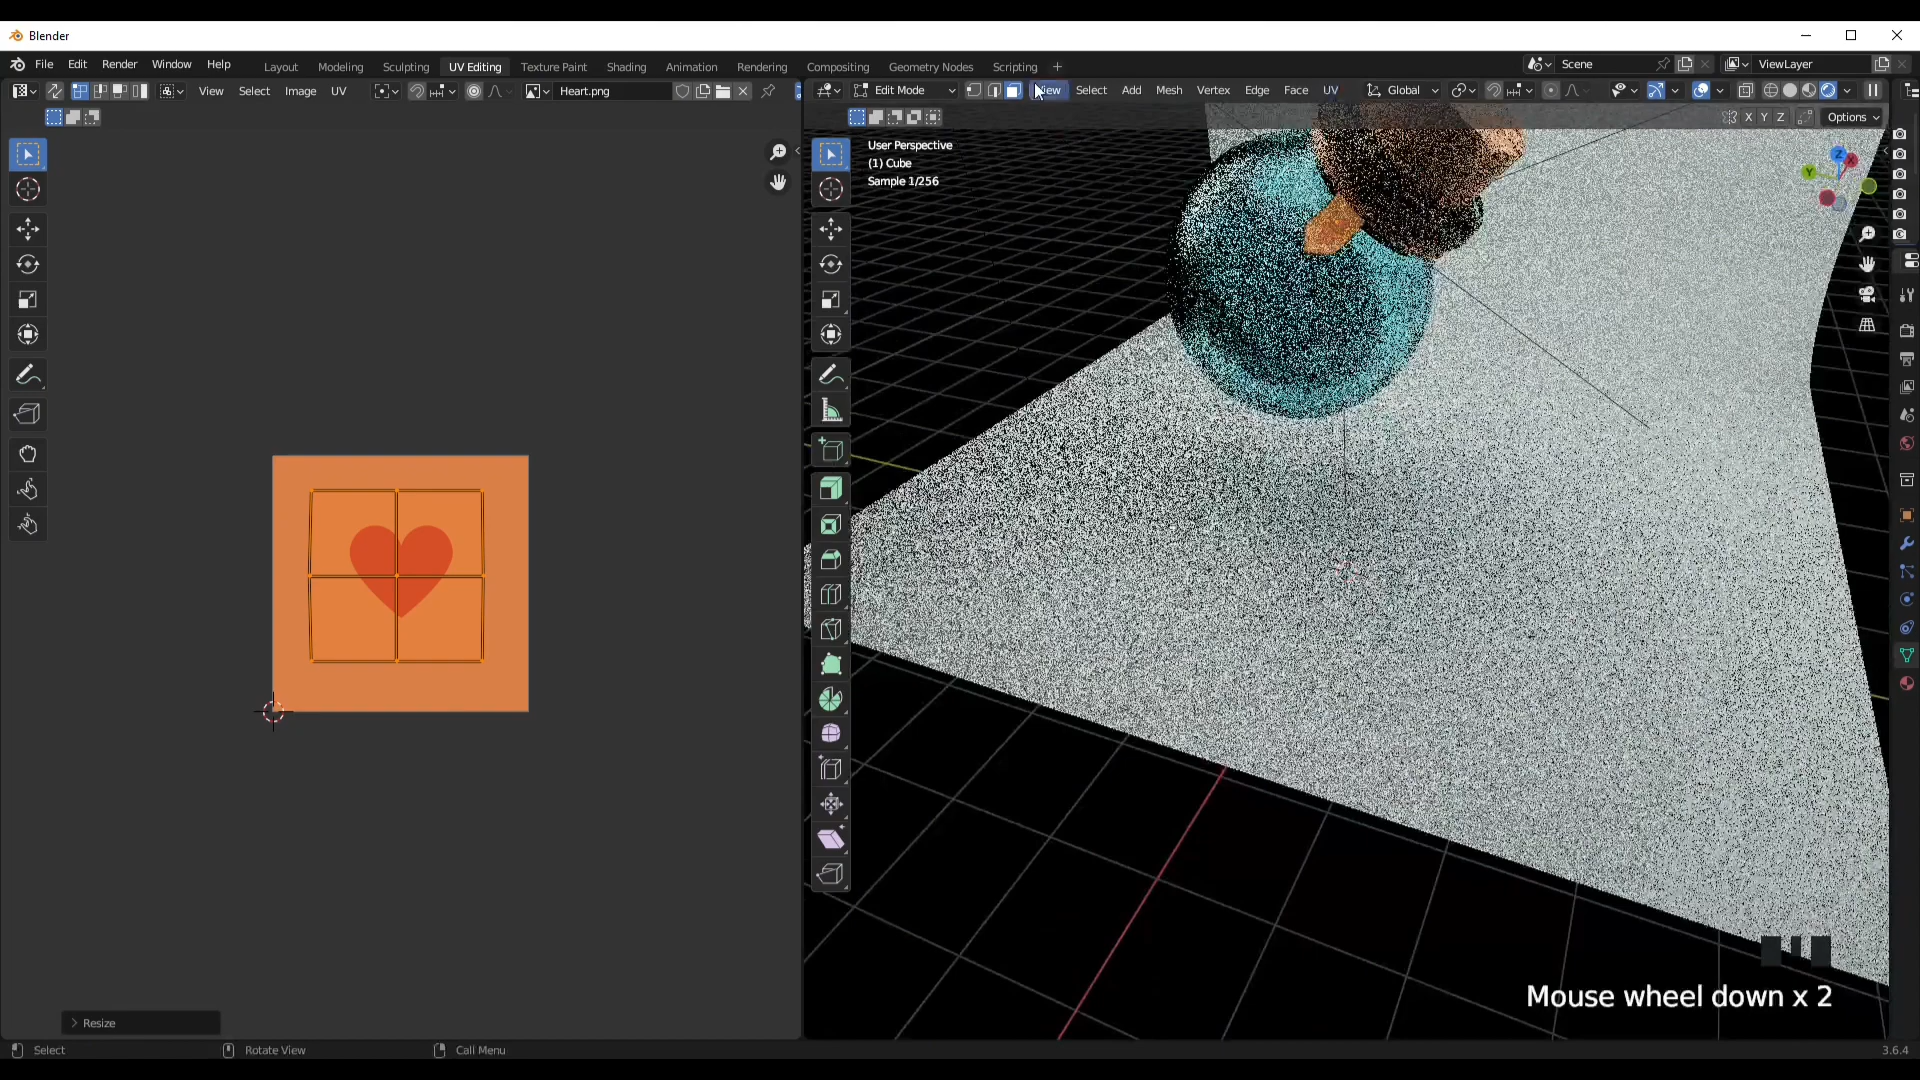 Blender
File Edit Render Window Help
Layout Modeling Sculpting UV Editing Texture Paint Shading Animation Rendering Compositing Geometry Nodes Scripting +
Scene
ViewLayer
View Select Image UV
Heart.png
Edit Mode
View Select Add Mesh Vertex Edge Face UV
Global
X Y Z
Options
User Perspective
(1) Cube
Sample 1/256
Z
X
Y
Resize
Mouse wheel down x 2
Select
Rotate View
Call Menu
3.6.4